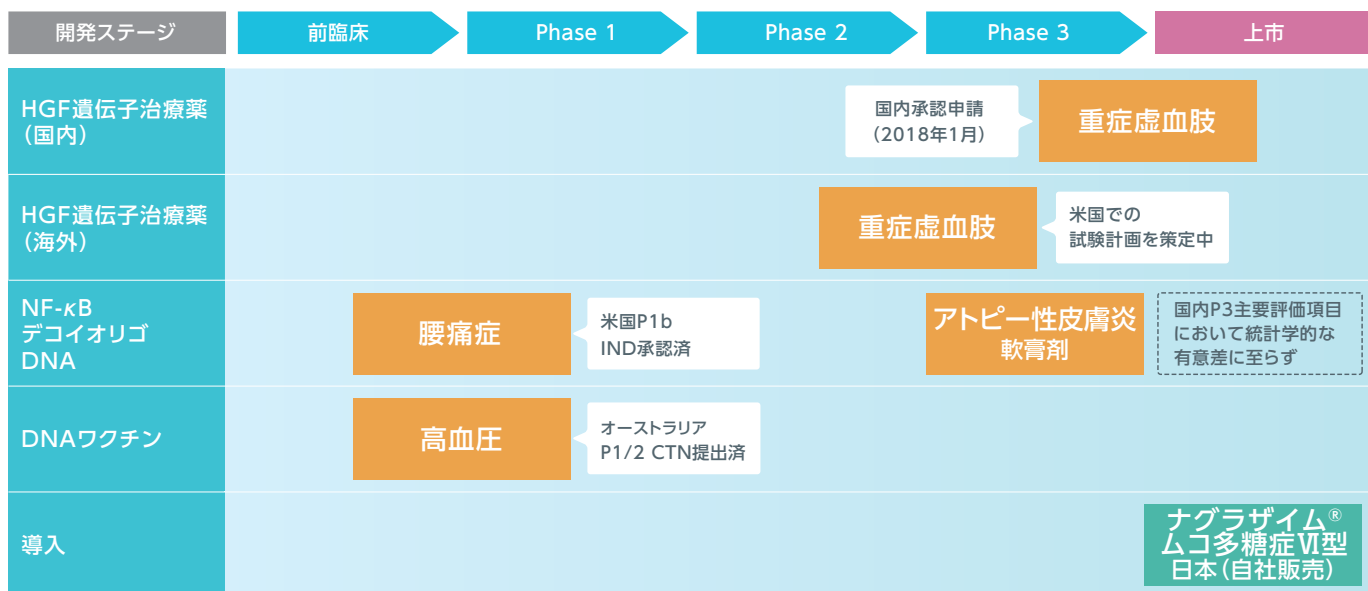 開発ステージ
前臨床
Phase 1
Phase 2
Phase 3
上市
HGF遺伝子治療薬
（国内）
国内承認申請
（2018年1月）
重症虚血肢
HGF遺伝子治療薬
（海外）
重症虚血肢
米国での
試験計画を策定中
NF-κB
デコイオリゴ
DNA
腰痛症
米国P1b
IND承認済
アトピー性皮膚炎
軟膏剤
国内P3主要評価項目
において統計学的な
有意差に至らず
DNAワクチン
高血圧
オーストラリア
P1/2 CTN提出済
導入
ナグラザイム®
ムコ多糖症Ⅵ型
日本（自社販売）